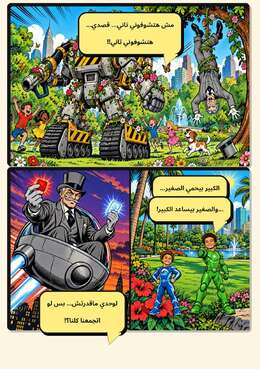 مش هتشوفوني تاني... قصدي...
هتشوفوني تاني!!
الكبير بيحمي الصغير...
...والصغير بيساعد الكبير!
لوحدي ماقدرتش... بس لو
اتجمعنا كلنا؟!